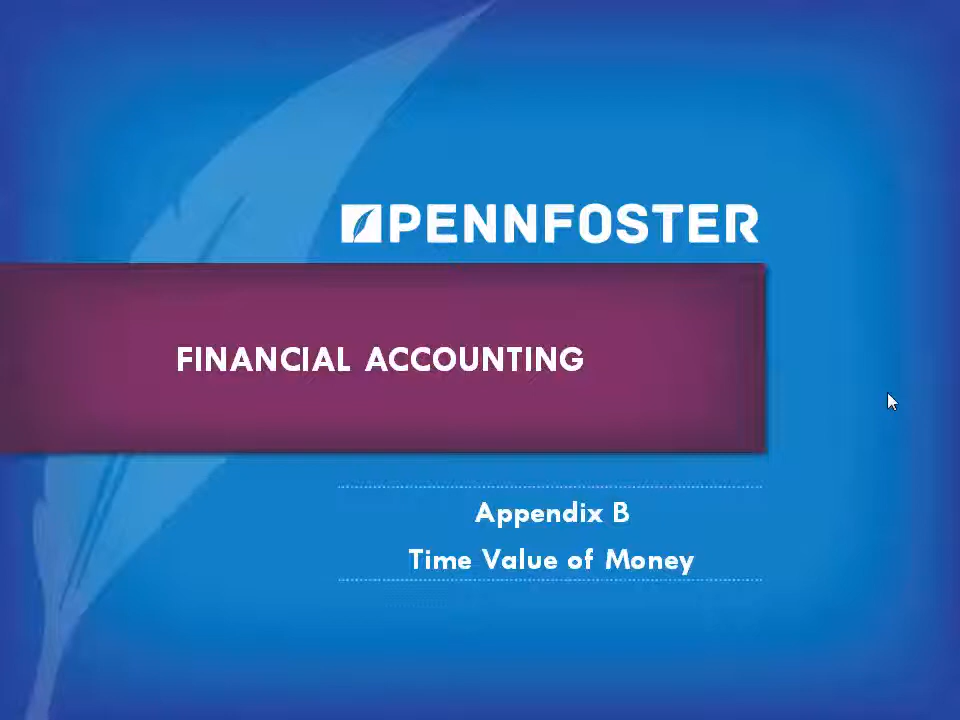 PENNFOSTER
FINANCIAL ACCOUNTING
Appendix B
Time Value of Money